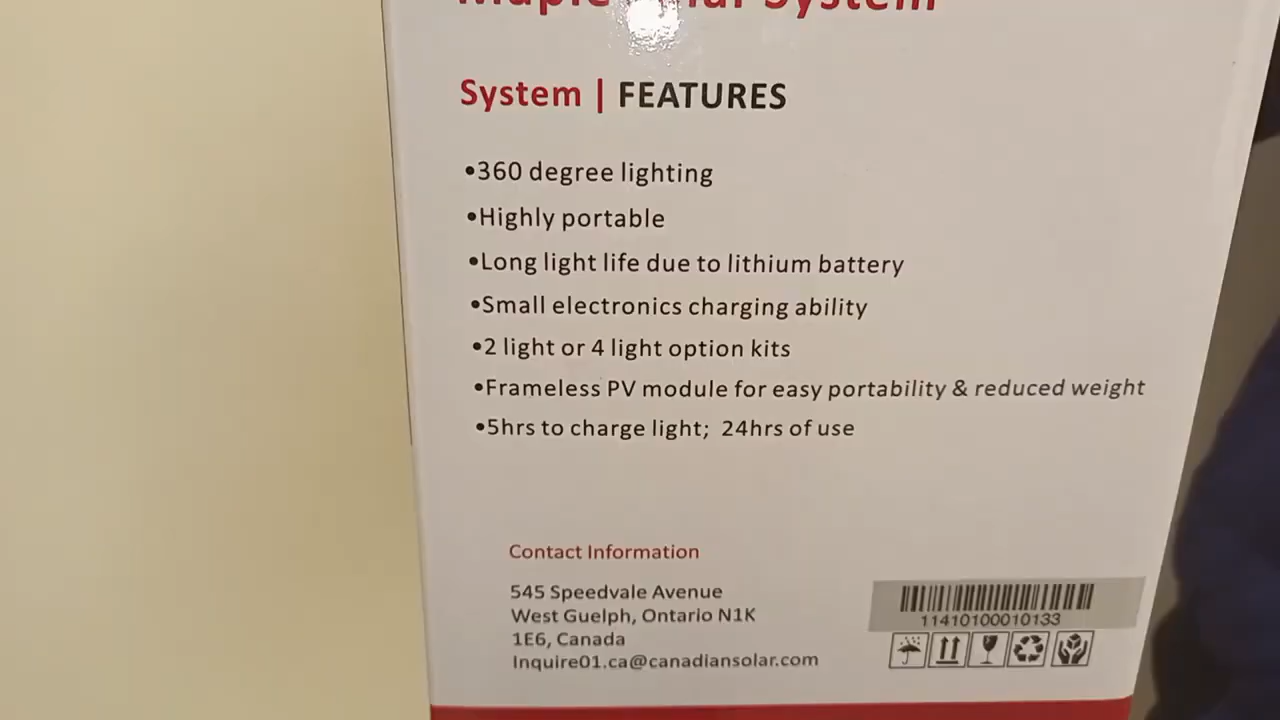 System
System | FEATURES
•360 degree lighting
•Highly portable
•Long light life due to lithium battery
•Small electronics charging ability
•2 light or 4 light option kits
•Frameless PV module for easy portability & reduced weight
•5hrs to charge light; 24hrs of use
Contact Information
545 Speedvale Avenue
West Guelph, Ontario N1K
1E6, Canada
Inquire01.ca@canadiansolar.com
11410100010133